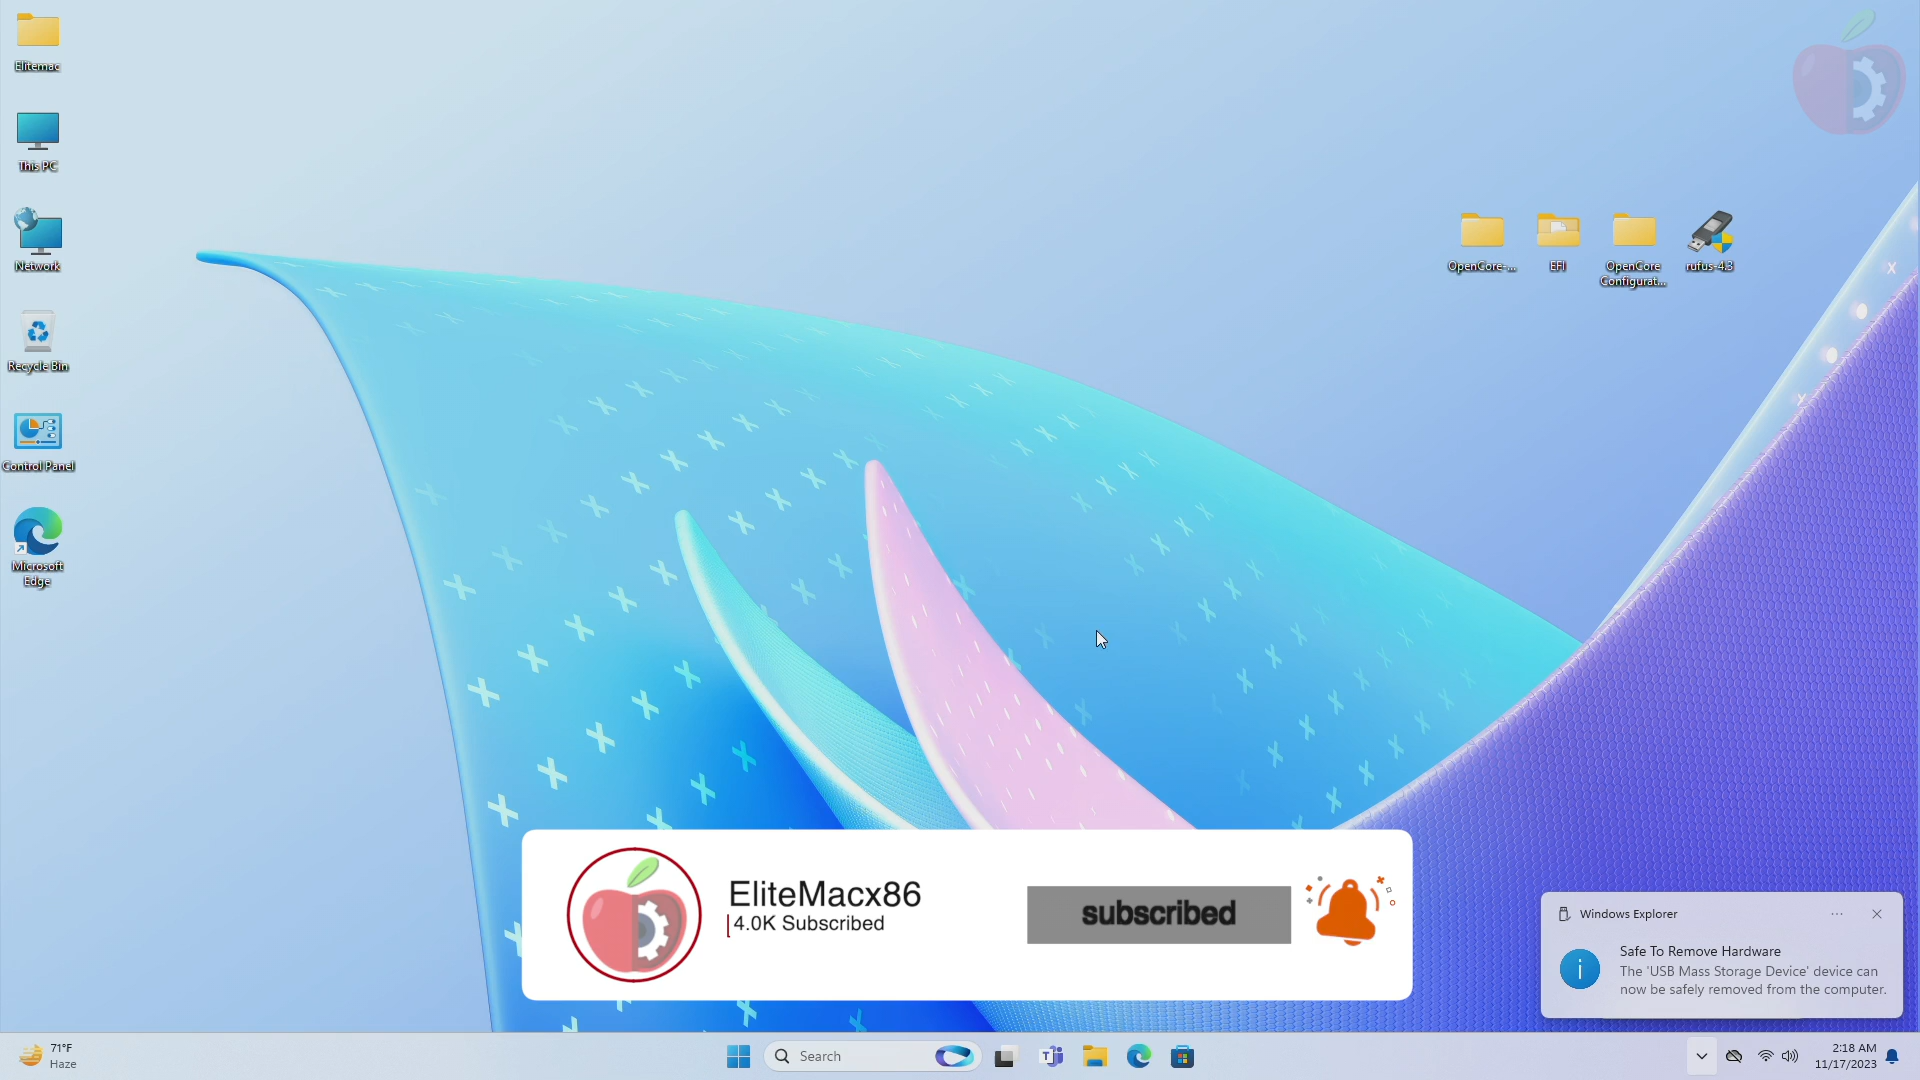 Elitemac
This PC
Network
Recycle Bin
Control Panel
Microsoft
Edge
OpenCore-...
EFI
OpenCore
Configurat...
rufus-4.3
EliteMacx86
4.0K Subscribed
subscribed
Windows Explorer
Safe To Remove Hardware
The 'USB Mass Storage Device' device can
now be safely removed from the computer.
71°F
Haze
Search
2:18 AM
11/17/2023